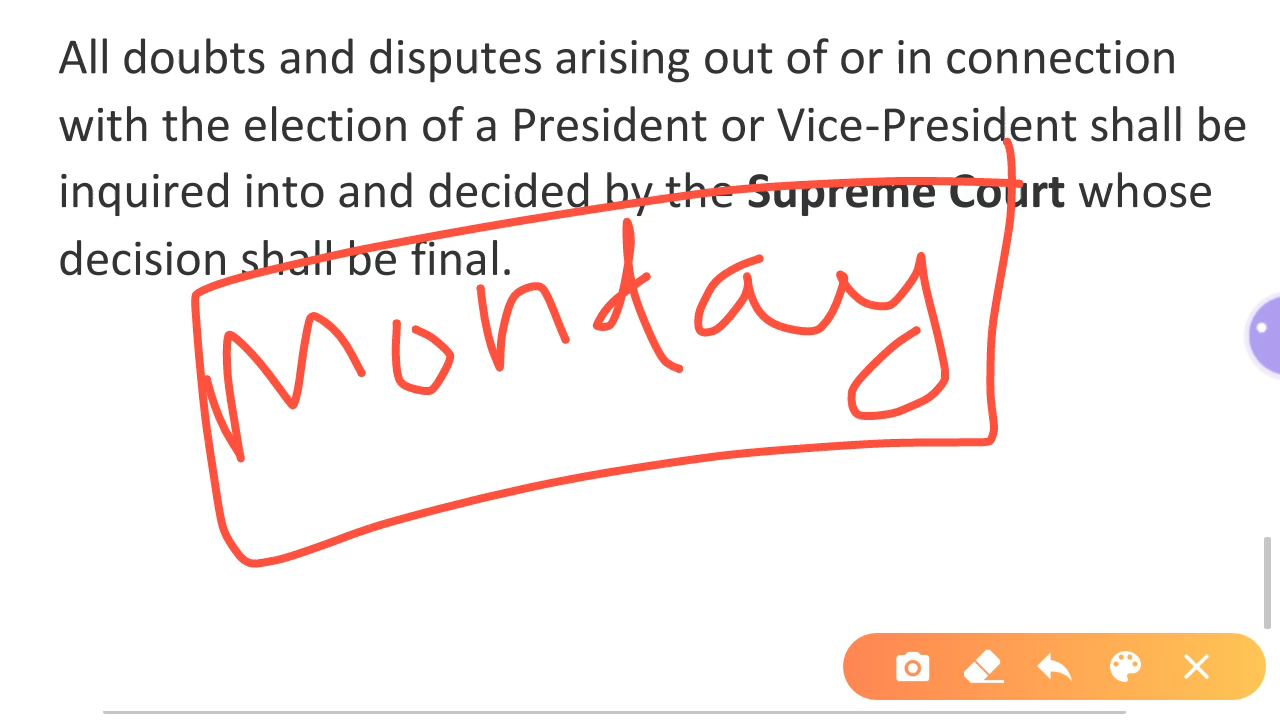 All doubts and disputes arising out of or in connection
with the election of a President or Vice-President shall be
inquired into and decided by the Supreme Court whose
decision shall be final.
Monday